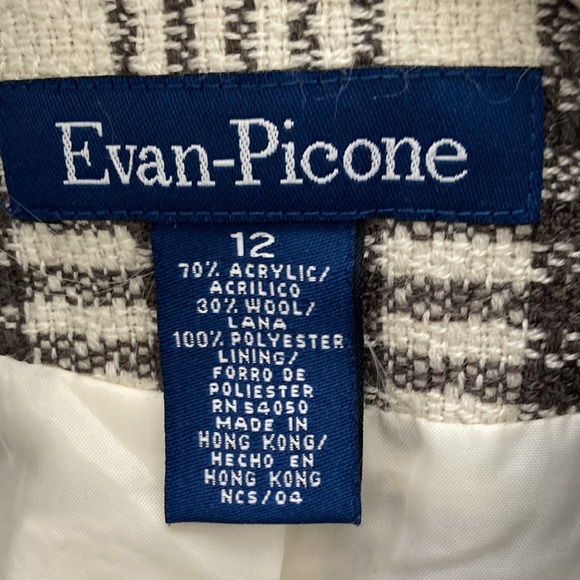 Evan-Picone
12
70% ACRYLIC/
ACRILICO
30% WOOL/
LANA
100% POLYESTER
LINING/
FORRO DE
POLIESTER
RN 54050
MADE IN
HONG KONG/
HECHO EN
HONG KONG
NCS/04